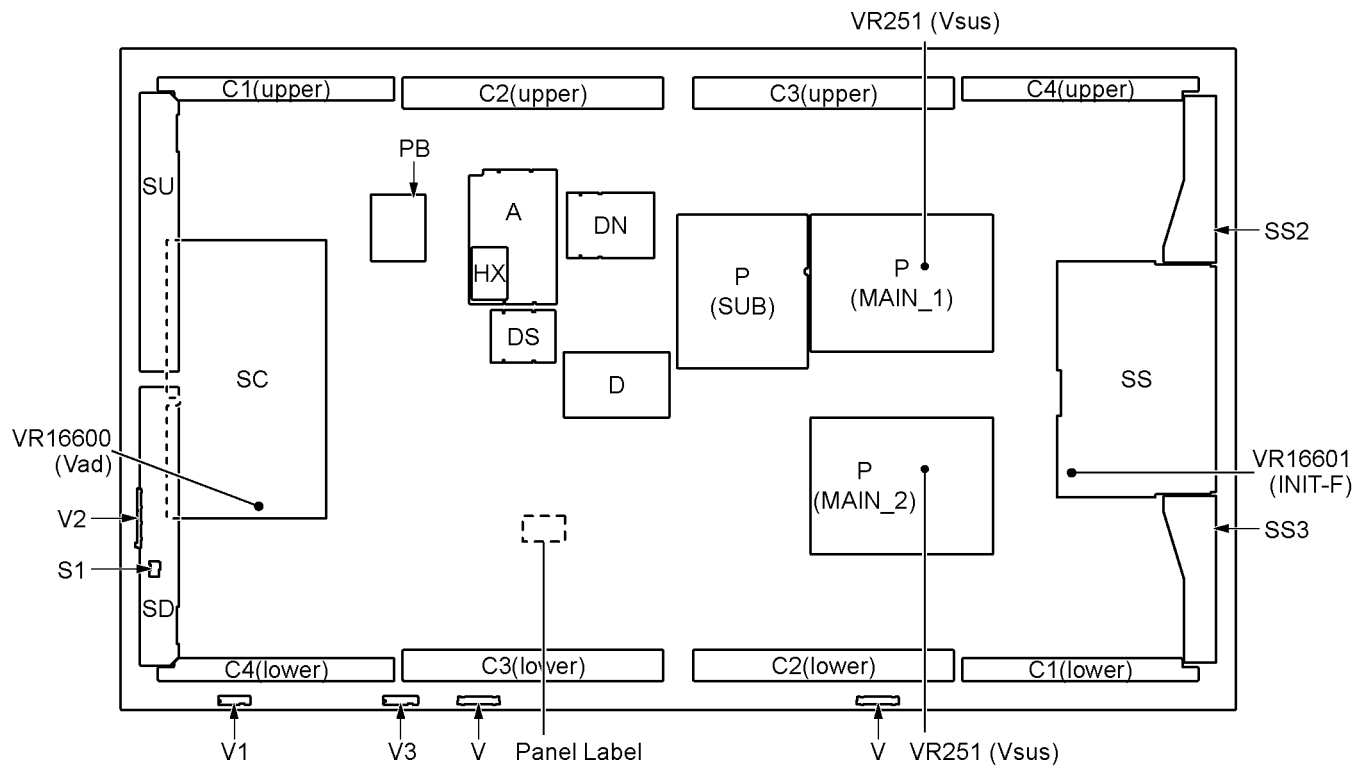 VR251 (Vsus)
C1(upper)
C2(upper)
C3(upper)
C4(upper)
PB
SU
A
DN
SS2
HX
P
(SUB)
P
(MAIN_1)
DS
SC
D
SS
VR16600
(Vad)
P
(MAIN_2)
VR16601
(INIT-F)
V2
SS3
S1
SD
C4(lower)
C3(lower)
C2(lower)
C1(lower)
V1
V3
V
Panel Label
V
VR251 (Vsus)